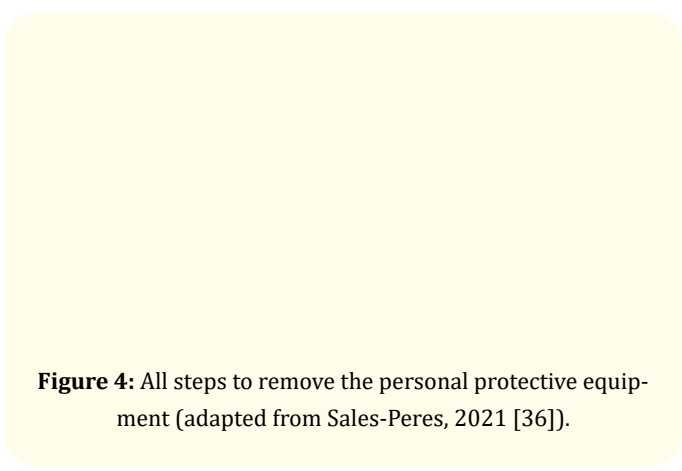 Figure 4: All steps to remove the personal protective equip-
ment (adapted from Sales-Peres, 2021 [36]).